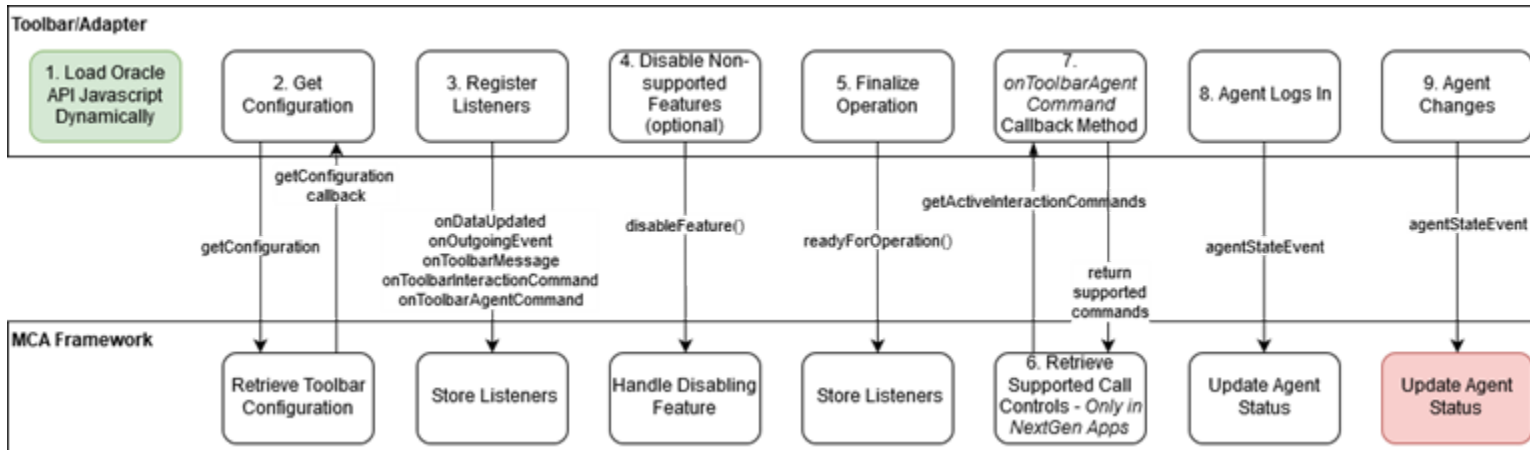 Toolbar/Adapter
1. Load Oracle
API Javascript
Dynamically
2. Get
Configuration
3. Register
Listeners
4. Disable Non-
supported
Features
(optional)
5. Finalize
Operation
7.
onToolbarAgent
Command
Callback Method
8. Agent Logs In
9. Agent
Changes
getConfiguration
getConfiguration
callback
onDataUpdated
onOutgoingEvent
onToolbarMessage
onToolbarInteractionCommand
onToolbarAgentCommand
disableFeature()
readyForOperation()
getActiveInteractionCommands
return
supported
commands
agentStateEvent
agentStateEvent
MCA Framework
Retrieve Toolbar
Configuration
Store Listeners
Handle Disabling
Feature
Store Listeners
6. Retrieve
Supported Call
Controls - Only in
NextGen Apps
Update Agent
Status
Update Agent
Status